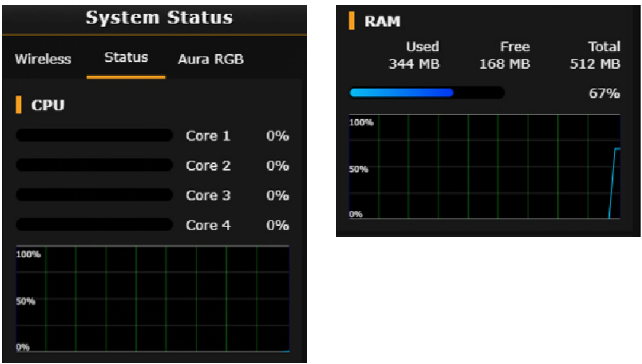 System Status
Wireless Status Aura RGB
CPU
Core 1 0%
Core 2 0%
Core 3 0%
Core 4 0%
100%
50%
0%
RAM
Used Free Total
344 MB 168 MB 512 MB
67%
100%
50%
0%